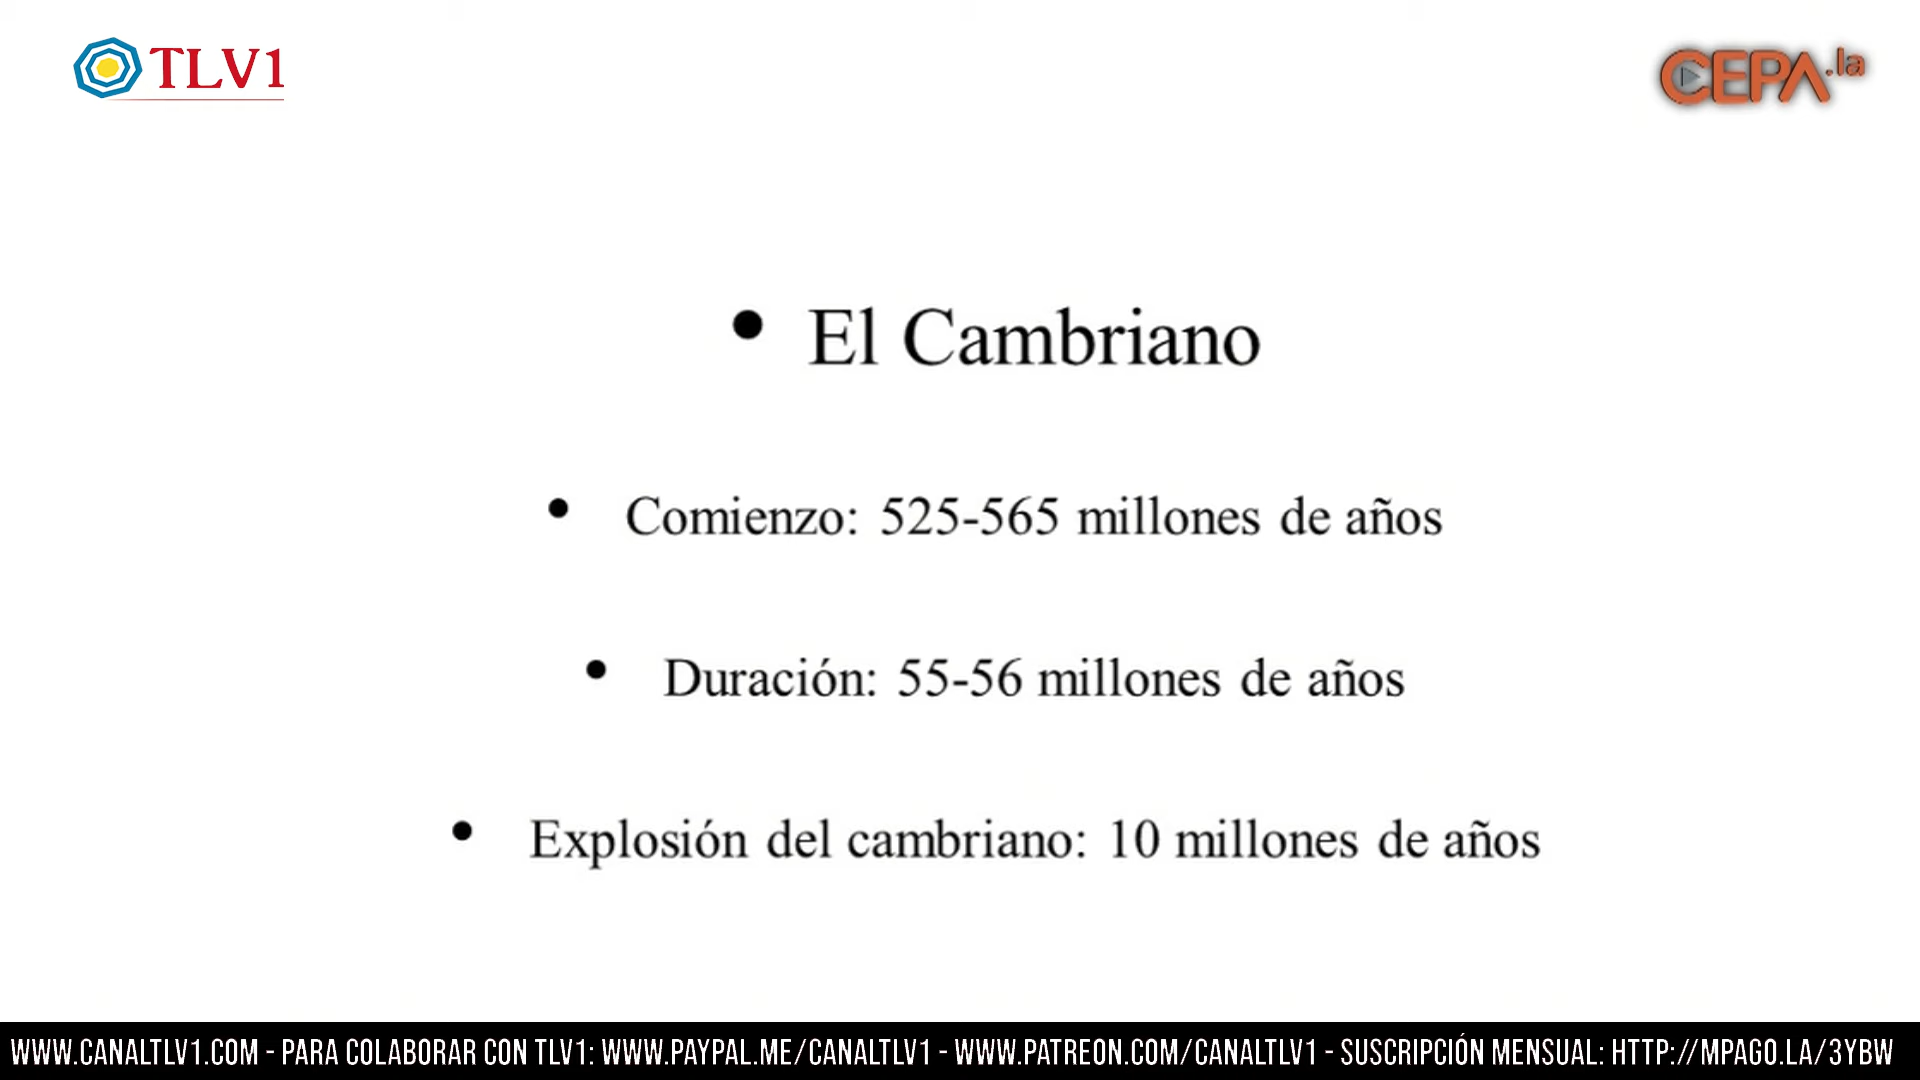 TLV1
CEPA.la
• El Cambriano
• Comienzo: 525-565 millones de años
• Duración: 55-56 millones de años
• Explosión del cambriano: 10 millones de años
WWW.CANALTLV1.COM - PARA COLABORAR CON TLV1: WWW.PAYPAL.ME/CANALTLV1 - WWW.PATREON.COM/CANALTLV1 - SUSCRIPCIÓN MENSUAL: HTTP://MPAGO.LA/3YBW